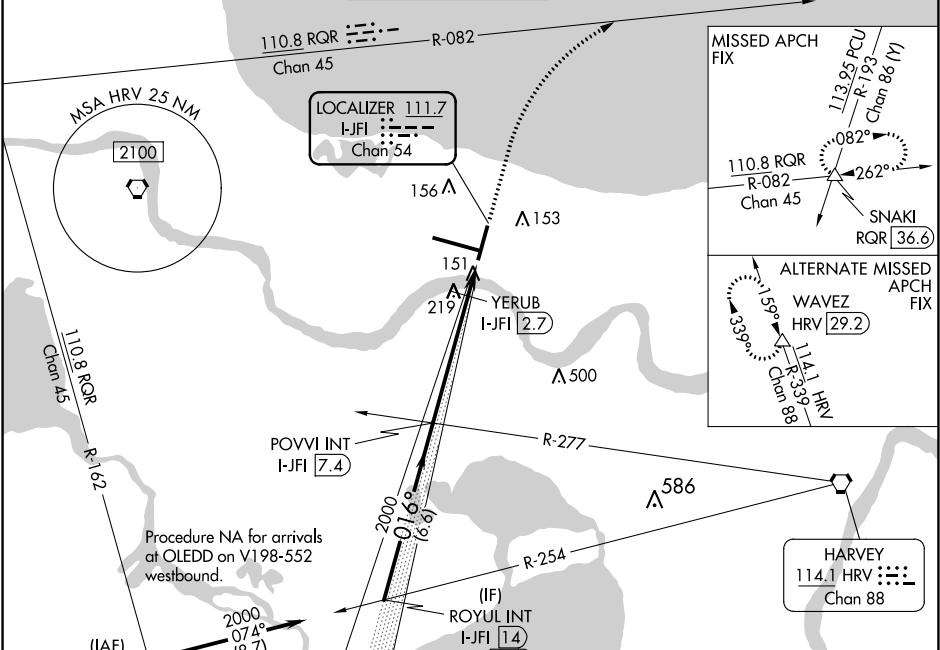 110.8 RQR
Chan 45
R-082
MSA HRV 25 NM
2100
LOCALIZER 111.7
I-JFI
Chan 54
156
153
151
219
YERUB
I-JFI 2.7
500
MISSED APCH
FIX
113.95 PCU
R-193
Chan 86 (Y)
082°
262°
110.8 RQR
R-082
Chan 45
SNAKI
RQR 36.6
ALTERNATE MISSED
APCH
FIX
159°
339°
WAVEZ
HRV 29.2
114.1 HRV
R-339
Chan 88
110.8 RQR
Chan 45
R-162
POVVI INT
I-JFI 7.4
R-277
586
2000
016°
(6.6)
Procedure NA for arrivals
at OLEDD on V198-552
westbound.
R-254
HARVEY
114.1 HRV
Chan 88
(IF)
ROYUL INT
I-JFI 14
2000
074°
(8.7)
(IAF)